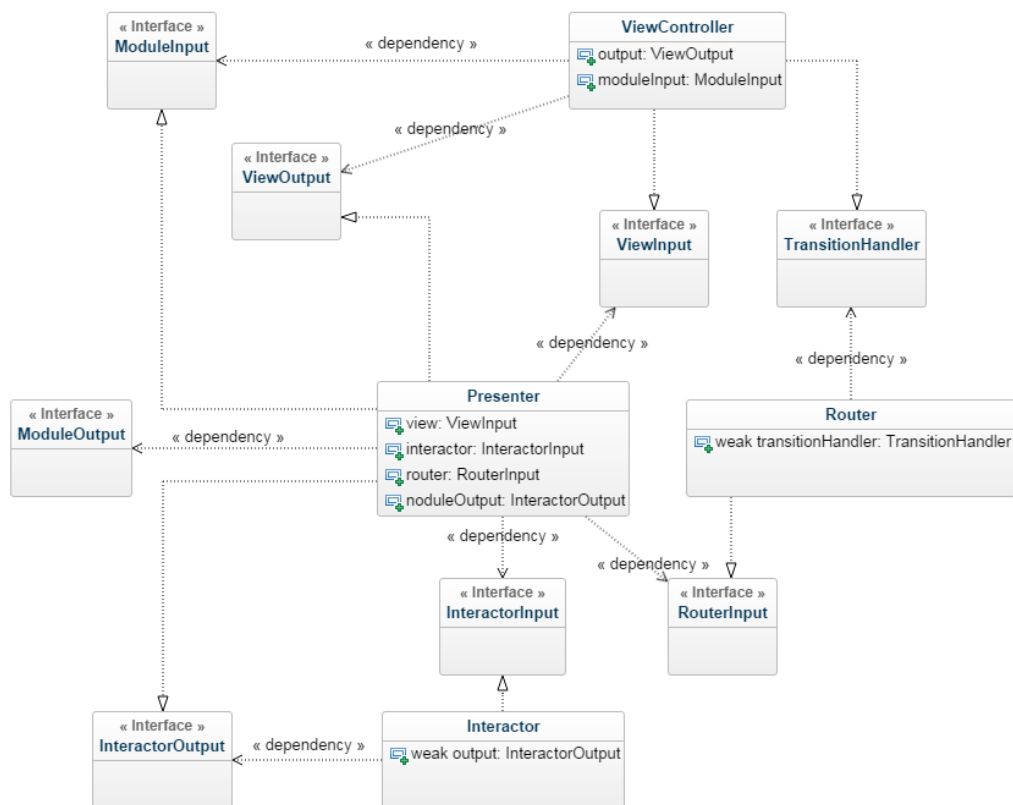 « Interface »
ModuleInput
« dependency »
ViewController
output: ViewOutput
moduleInput: ModuleInput
« dependency »
« Interface »
ViewOutput
« Interface »
ViewInput
« Interface »
TransitionHandler
« dependency »
« dependency »
Presenter
view: ViewInput
interactor: InteractorInput
router: RouterInput
noduleOutput: InteractorOutput
« Interface »
ModuleOutput
« dependency »
Router
weak transitionHandler: TransitionHandler
« dependency »
« dependency »
« Interface »
InteractorInput
« Interface »
RouterInput
« Interface »
InteractorOutput
« dependency »
Interactor
weak output: InteractorOutput